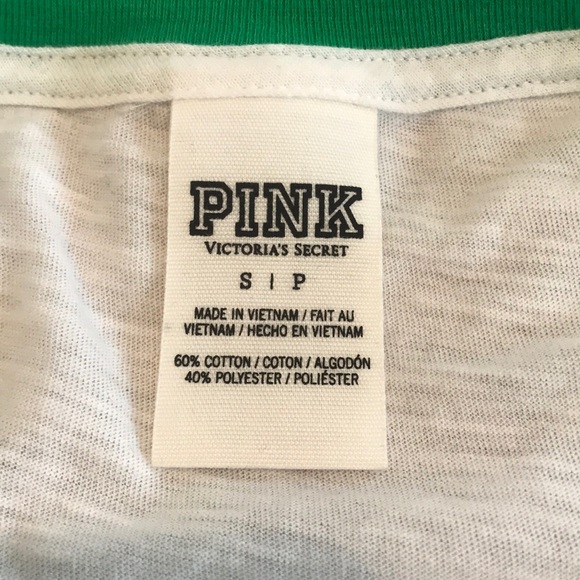 PINK
VICTORIA'S SECRET
S | P
MADE IN VIETNAM / FAIT AU
VIETNAM / HECHO EN VIETNAM
60% COTTON / COTON / ALGODÓN
40% POLYESTER / POLIÉSTER